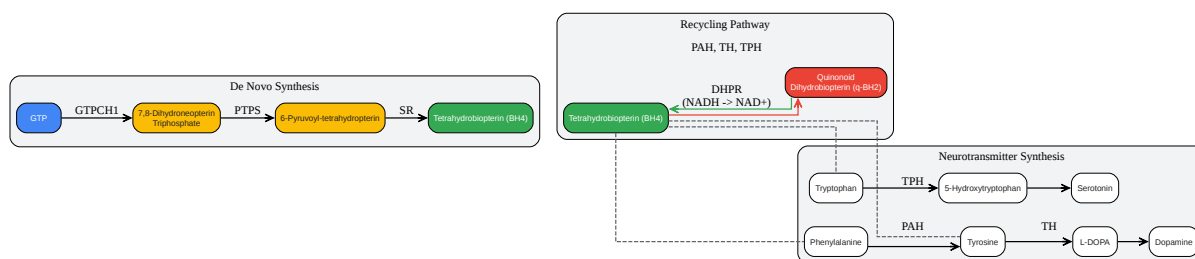 De Novo Synthesis
GTP
GTPCH1
7,8-Dihydroneopterin
Triphosphate
PTPS
6-Pyruvoyl-tetrahydropterin
SR
Tetrahydrobiopterin (BH4)
Recycling Pathway
PAH, TH, TPH
Quinonoid
Dihydrobiopterin (q-BH2)
DHPR
(NADH -> NAD+)
Tetrahydrobiopterin (BH4)
Neurotransmitter Synthesis
Tryptophan
TPH
5-Hydroxytryptophan
Serotonin
Phenylalanine
PAH
Tyrosine
TH
L-DOPA
Dopamine